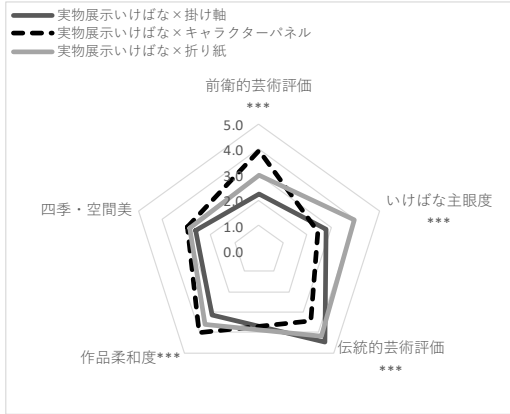 実物展示いけばな×掛け軸
実物展示いけばな×キャラクターパネル
実物展示いけばな×折り紙
前衛的芸術評価
***
5.0
4.0
3.0
2.0
1.0
0.0
四季・空間美
いけばな主眼度
***
作品柔和度***
伝統的芸術評価
***